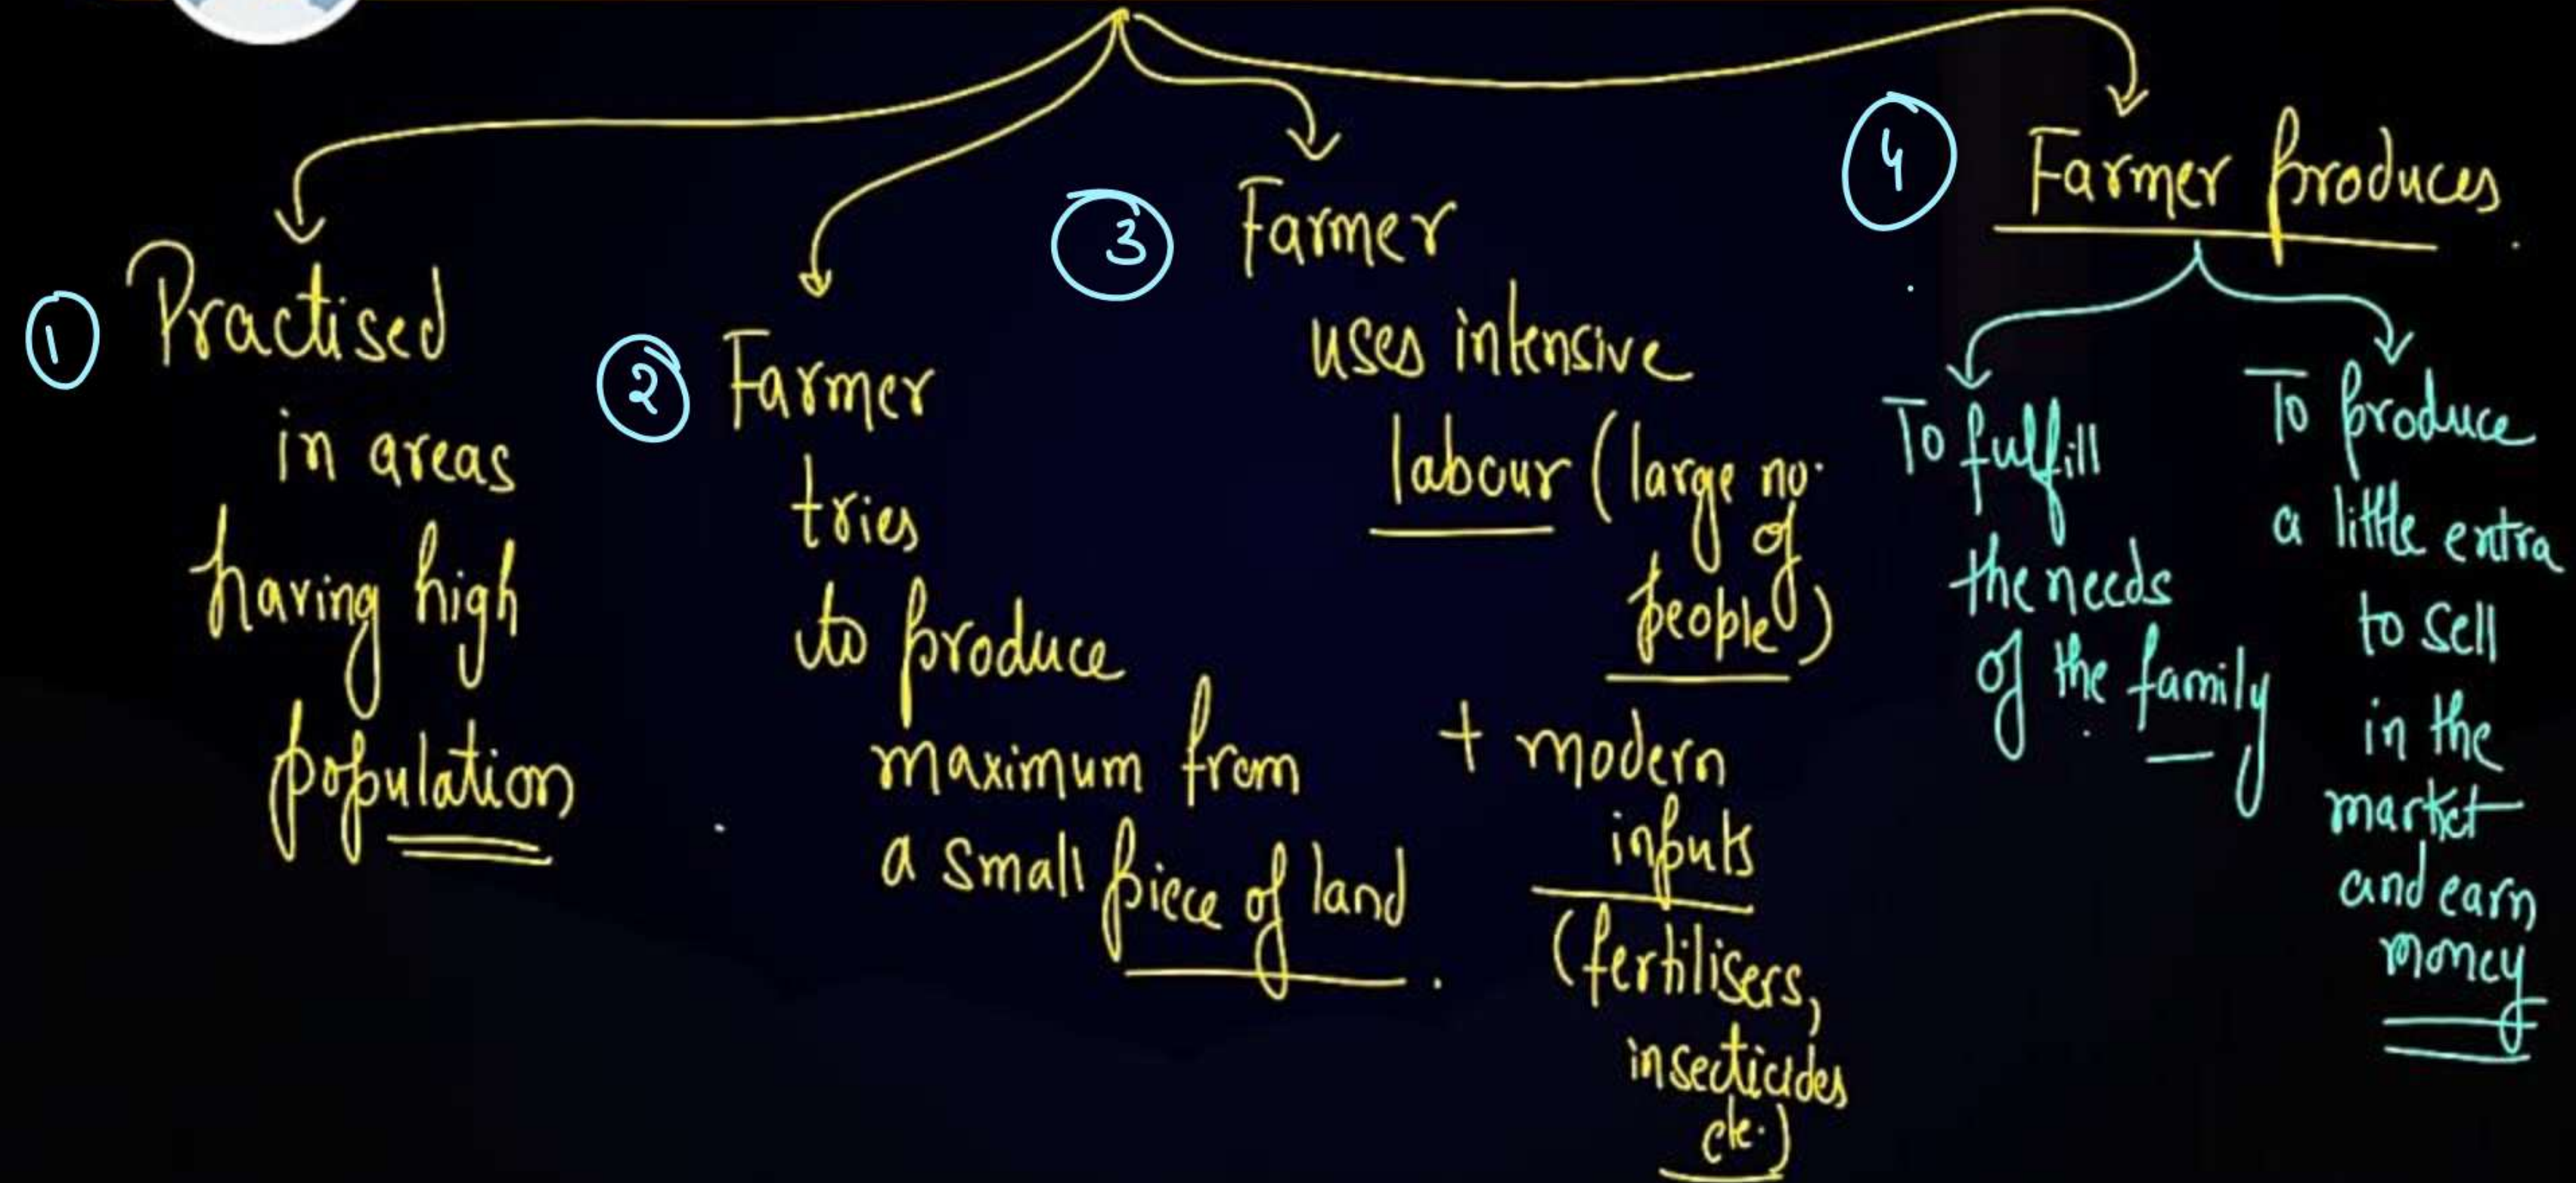 1
Practised
in areas
having high
population
2
Farmer
tries
to produce
maximum from
a small piece of land.
3
Farmer
uses intensive
labour (large no.
of
people)
+ modern
inputs
(fertilisers,
insecticides
etc.)
4
Farmer produces
To fulfill
the needs
of the family
To produce
a little extra
to sell
in the
market
and earn
money